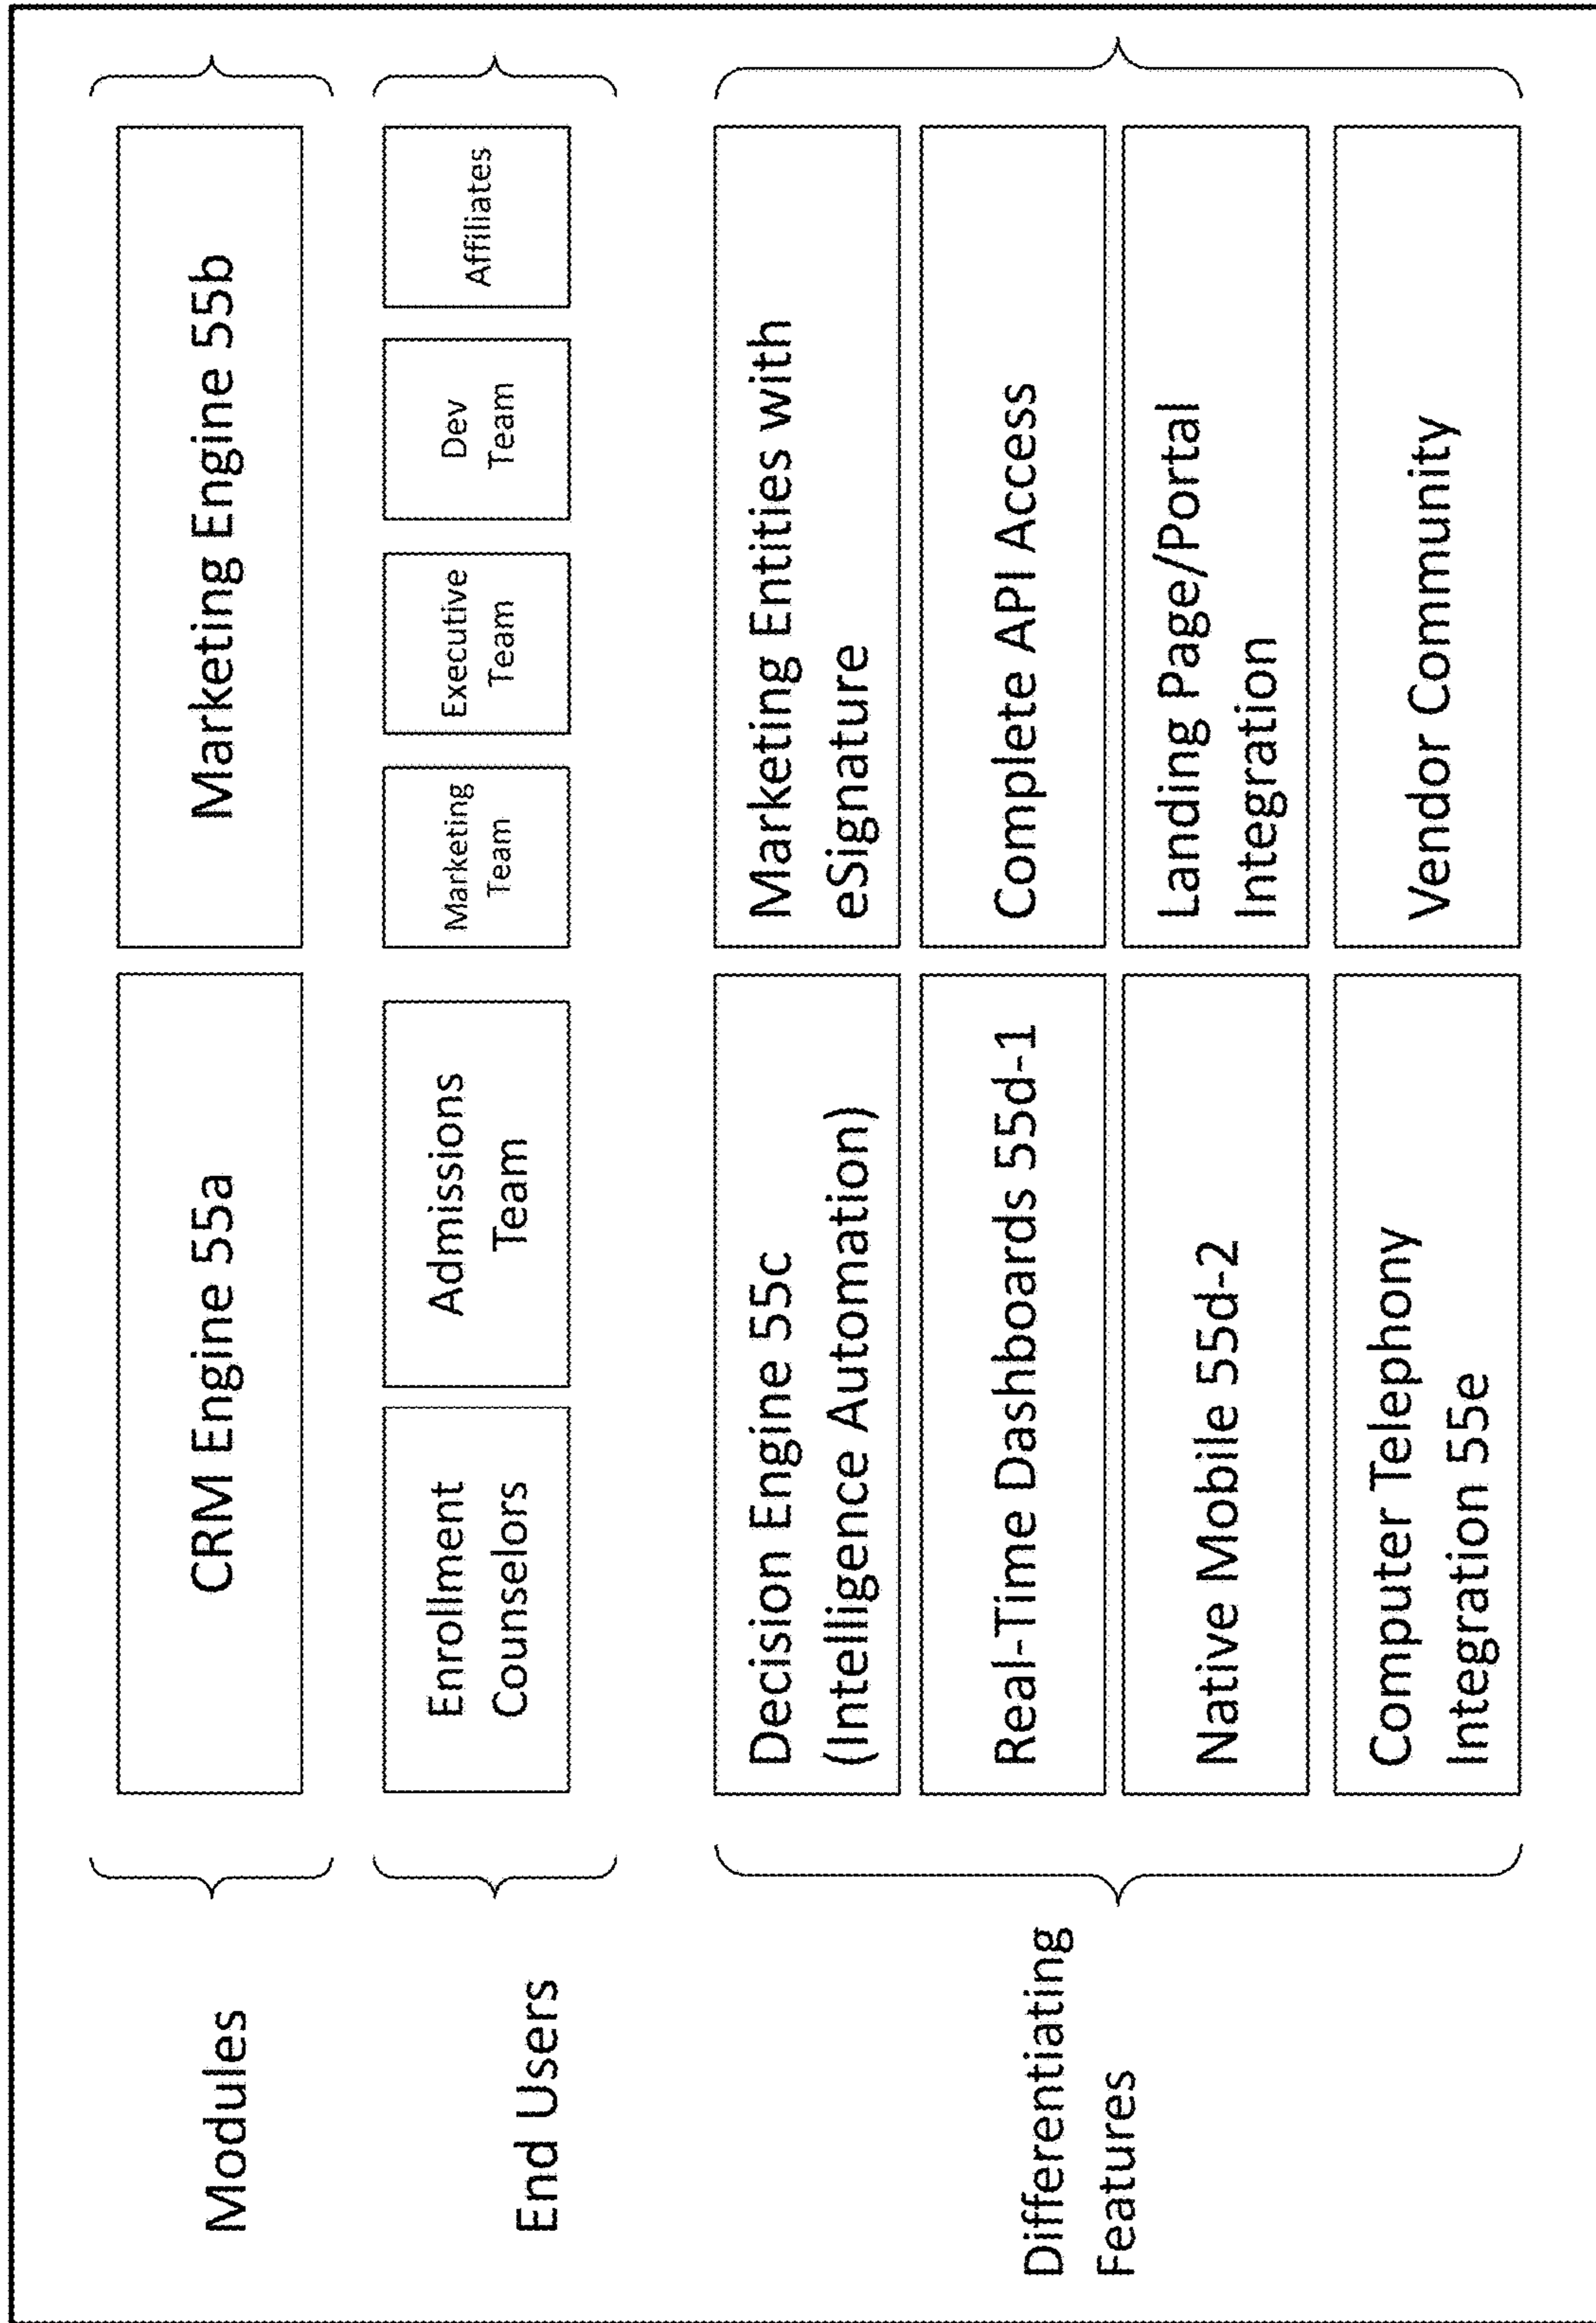 Modules
CRM Engine 55a
Marketing Engine 55b
End Users
Enrollment
Counselors
Admissions
Team
Marketing
Team
Executive
Team
Dev
Team
Affiliates
Differentiating
Features
Decision Engine 55c
(Intelligence Automation)
Marketing Entities with
eSignature
Real-Time Dashboards 55d-1
Complete API Access
Native Mobile 55d-2
Landing Page/Portal
Integration
Computer Telephony
Integration 55e
Vendor Community